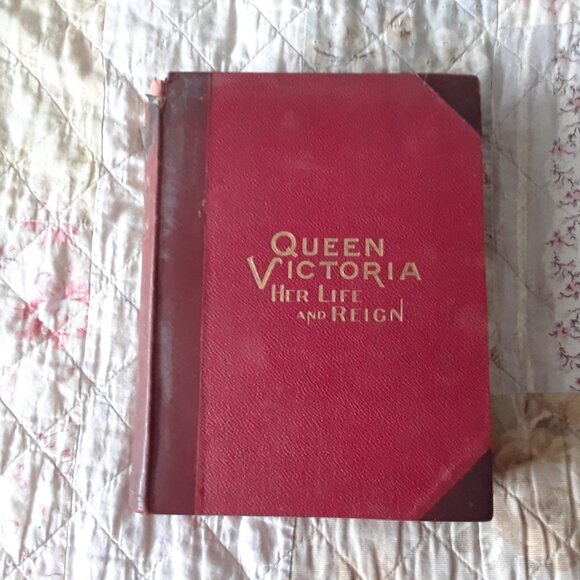 QUEEN
VICTORIA
HER LIFE
AND REIGN